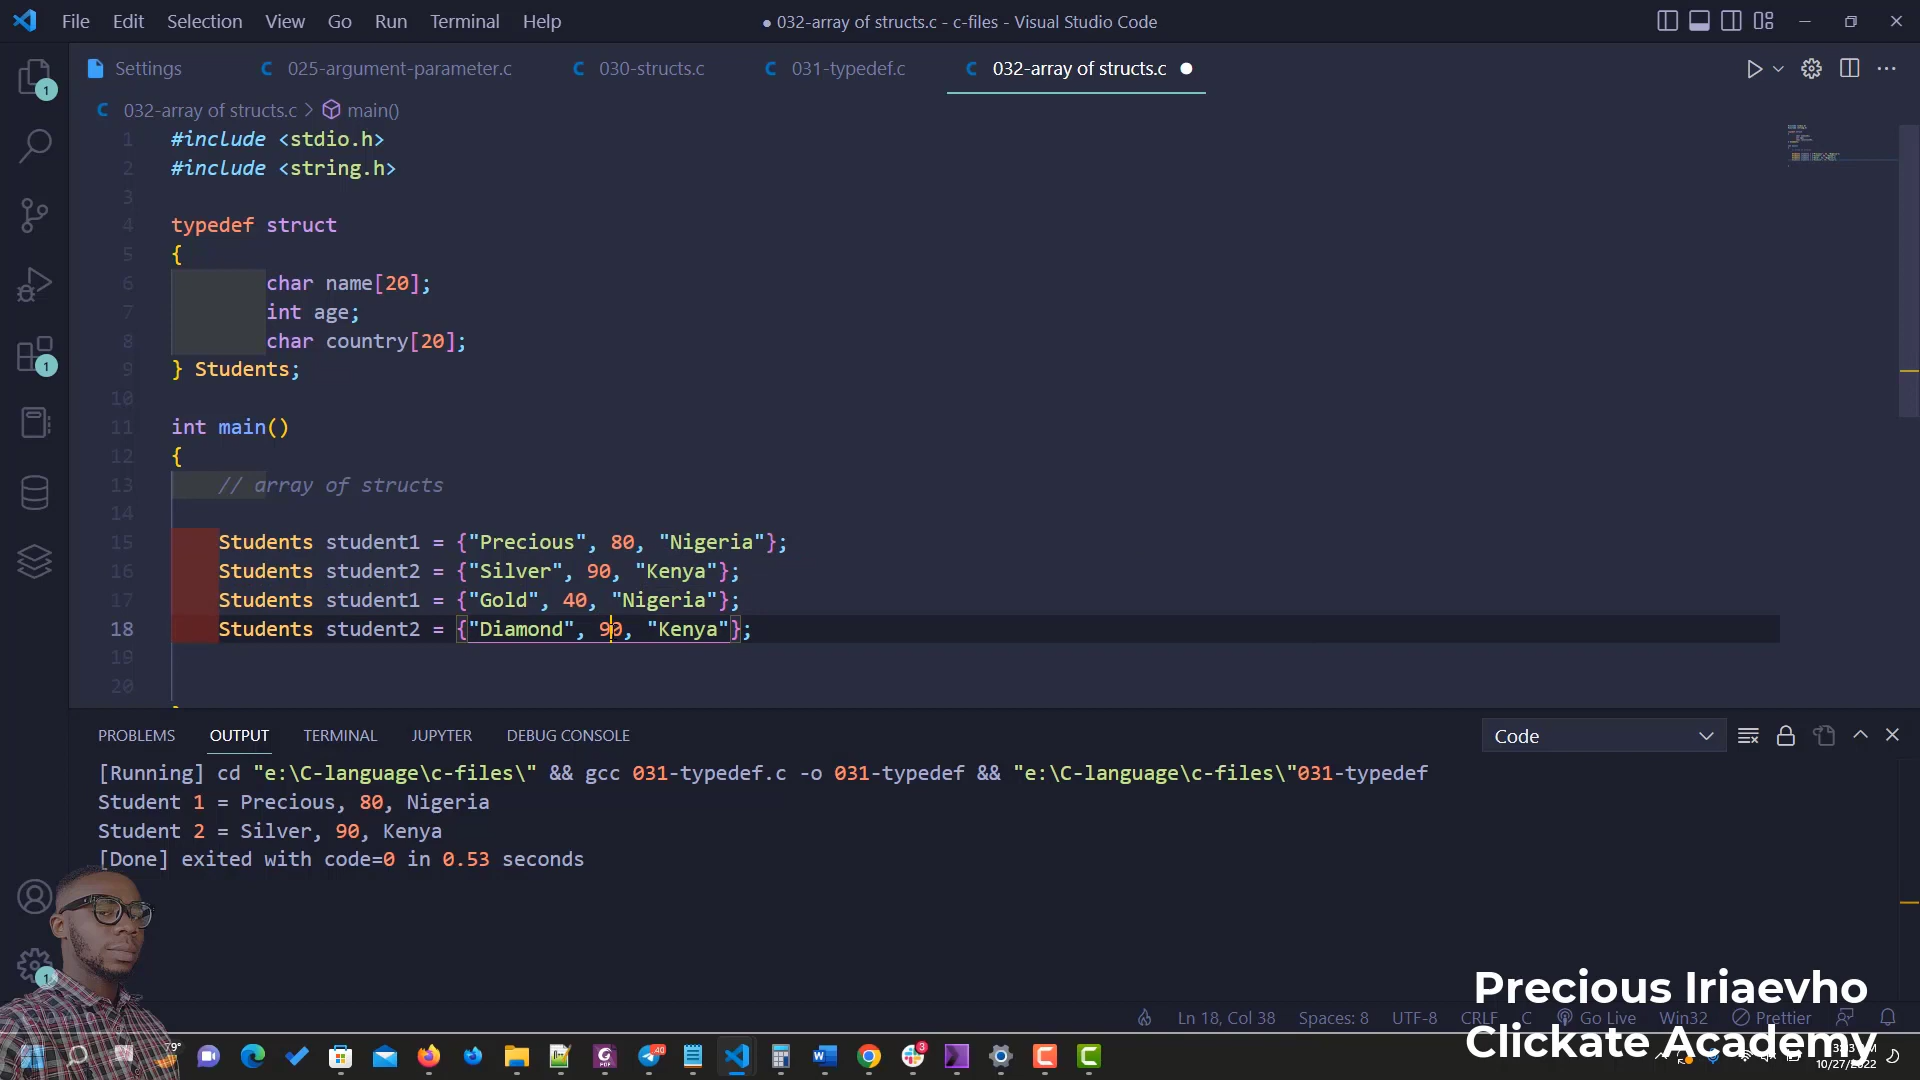 File Edit Selection View Go Run Terminal Help
● 032-array of structs.c - c-files - Visual Studio Code
Settings
C 025-argument-parameter.c
C 030-structs.c
C 031-typedef.c
C 032-array of structs.c ●
C 032-array of structs.c > main()
1 #include <stdio.h>
2 #include <string.h>
3
4 typedef struct
5 {
6 char name[20];
7 int age;
8 char country[20];
9 } Students;
10
11 int main()
12 {
13 // array of structs
14
15 Students student1 = {"Precious", 80, "Nigeria"};
16 Students student2 = {"Silver", 90, "Kenya"};
17 Students student1 = {"Gold", 40, "Nigeria"};
18 Students student2 = {"Diamond", 90, "Kenya"};
19
20
PROBLEMS OUTPUT TERMINAL JUPYTER DEBUG CONSOLE
Code
[Running] cd "e:\C-language\c-files\" && gcc 031-typedef.c -o 031-typedef && "e:\C-language\c-files\"031-typedef
Student 1 = Precious, 80, Nigeria
Student 2 = Silver, 90, Kenya
[Done] exited with code=0 in 0.53 seconds
Precious Iriaevho
Ln 18, Col 38 Spaces: 8 UTF-8 CRLF C Go Live Win32 Prettier
Clickate Academy
79°
10/27/2022